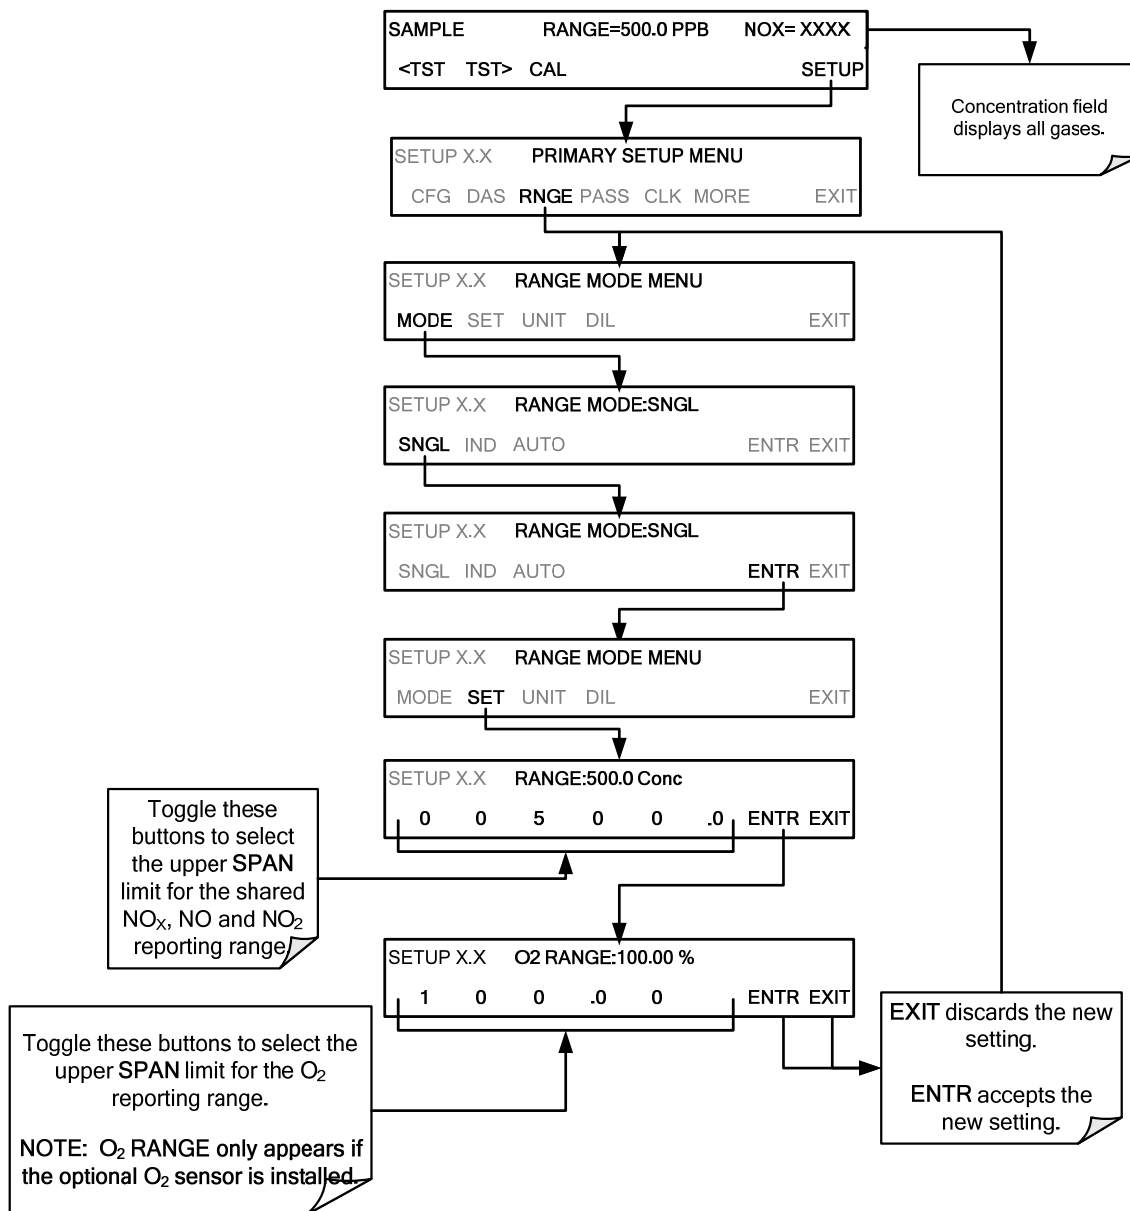 SAMPLE RANGE=500.0 PPB NOX= XXXX
<TST TST> CAL SETUP
Concentration field
displays all gases.
SETUP X.X PRIMARY SETUP MENU
CFG DAS RNGE PASS CLK MORE EXIT
SETUP X.X RANGE MODE MENU
MODE SET UNIT DIL EXIT
SETUP X.X RANGE MODE:SNGL
SNGL IND AUTO ENTR EXIT
SETUP X.X RANGE MODE:SNGL
SNGL IND AUTO ENTR EXIT
SETUP X.X RANGE MODE MENU
MODE SET UNIT DIL EXIT
SETUP X.X RANGE:500.0 Conc
0 0 5 0 0 .0 ENTR EXIT
Toggle these
buttons to select
the upper SPAN
limit for the shared
NOX, NO and NO2
reporting range.
SETUP X.X O2 RANGE:100.00 %
1 0 0 .0 0 ENTR EXIT
EXIT discards the new
setting.
ENTR accepts the
new setting.
Toggle these buttons to select the
upper SPAN limit for the O2
reporting range.
NOTE: O2 RANGE only appears if
the optional O2 sensor is installed.